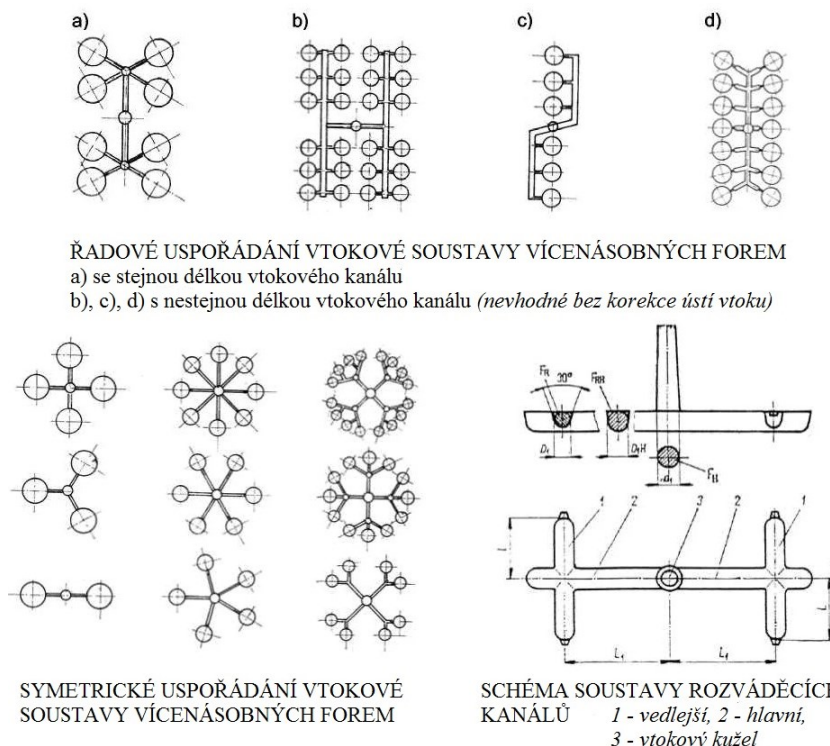 a)
b)
c)
d)
ŘADOVÉ USPOŘÁDÁNÍ VTOKOVÉ SOUSTAVY VÍCENÁSOBNÝCH FOREM
a) se stejnou délkou vtokového kanálu
b), c), d) s nestejnou délkou vtokového kanálu (nevhodné bez korekce ústí vtoku)
30°
D₁
1
2
3
2
1
L₁
L₁
SYMETRICKÉ USPOŘÁDÁNÍ VTOKOVÉ
SOUSTAVY VÍCENÁSOBNÝCH FOREM
SCHÉMA SOUSTAVY ROZVÁDĚCÍC
KANÁLŮ 1 - vedlejší, 2 - hlavní,
3 - vtokový kužel